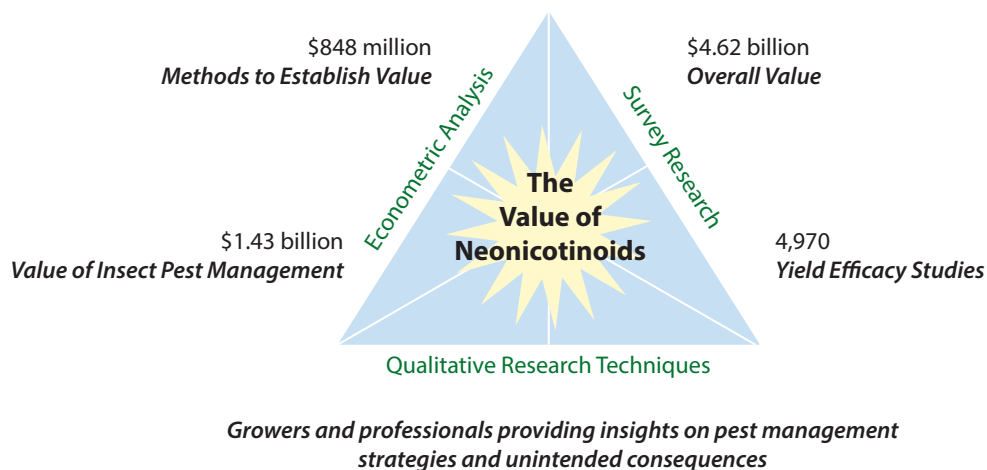 $848 million
Methods to Establish Value
$4.62 billion
Overall Value
Econometric Analysis
Survey Research
The
Value of
Neonicotinoids
$1.43 billion
Value of Insect Pest Management
4,970
Yield Efficacy Studies
Qualitative Research Techniques
Growers and professionals providing insights on pest management
strategies and unintended consequences